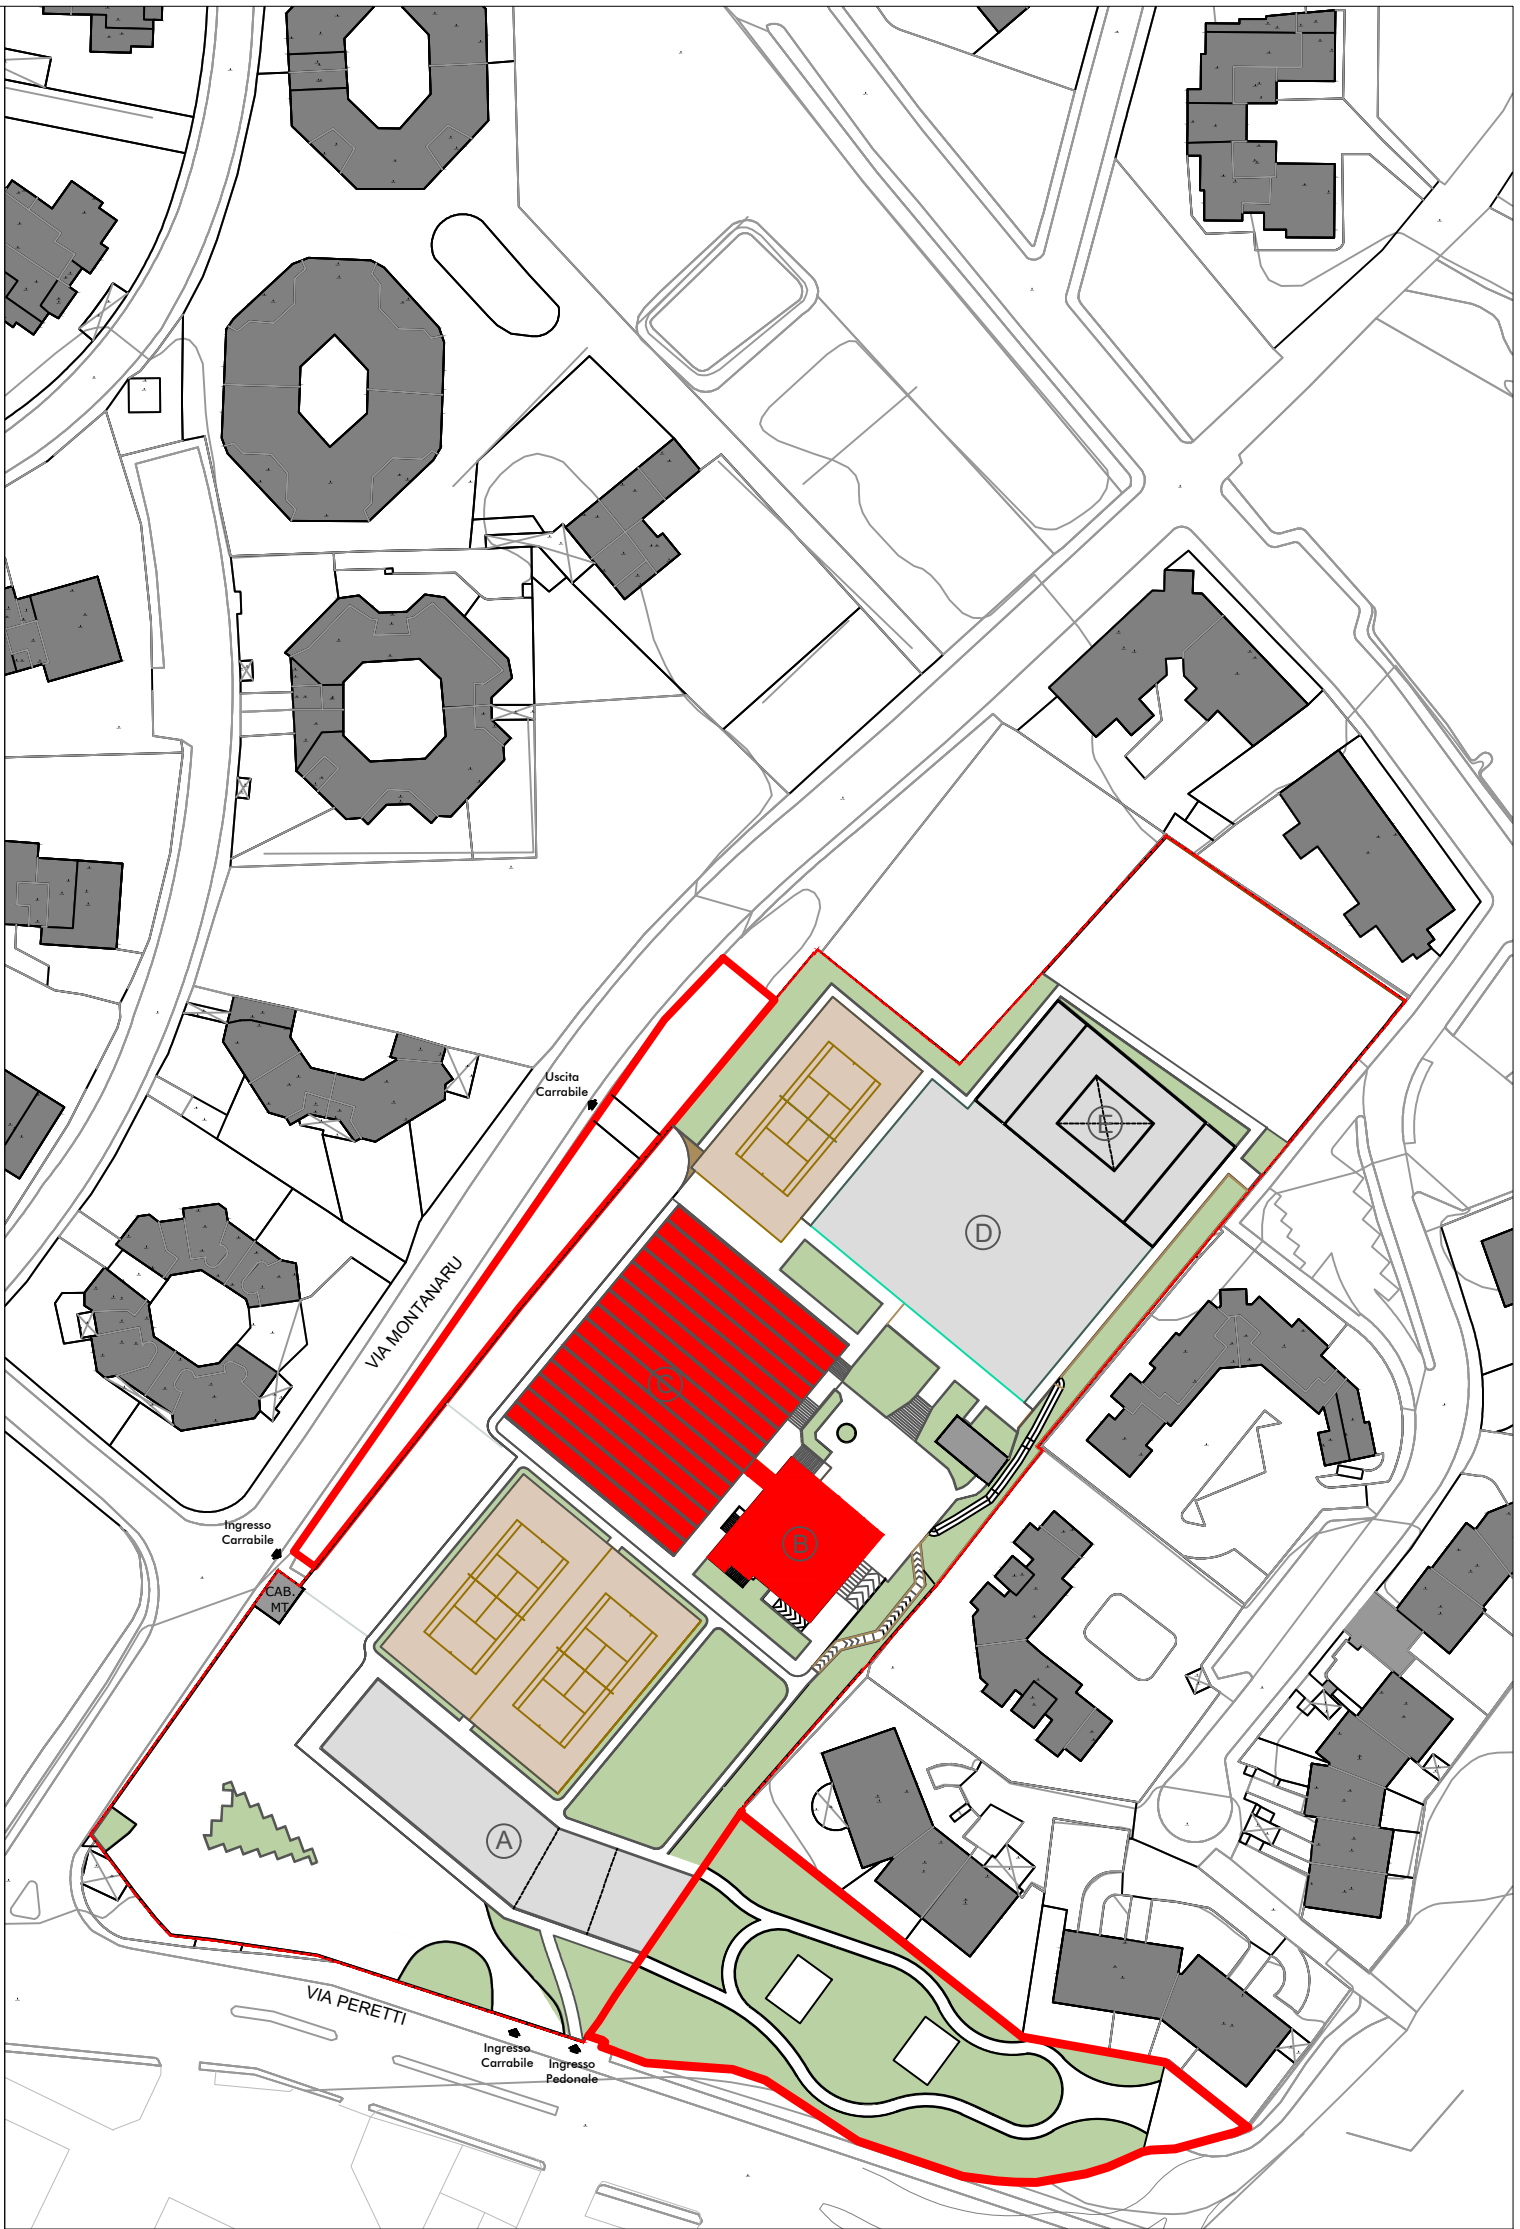 Uscita
Carrabile
E
D
VIA MONTANARU
C
Ingresso
Carrabile
B
CAB.
MT
A
VIA PERETTI
Ingresso
Carrabile
Ingresso
Pedonale